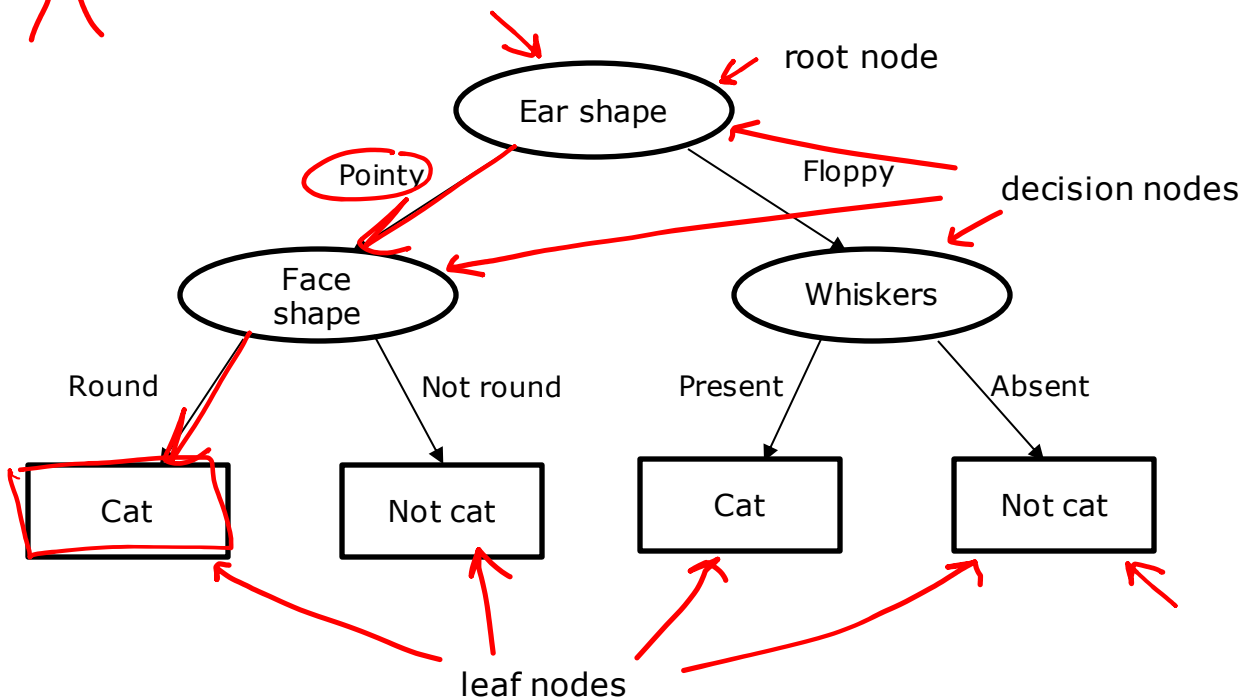 root node
Ear shape
Pointy
Floppy
decision nodes
Face
shape
Whiskers
Round
Not round
Present
Absent
Cat
Not cat
Cat
Not cat
leaf nodes